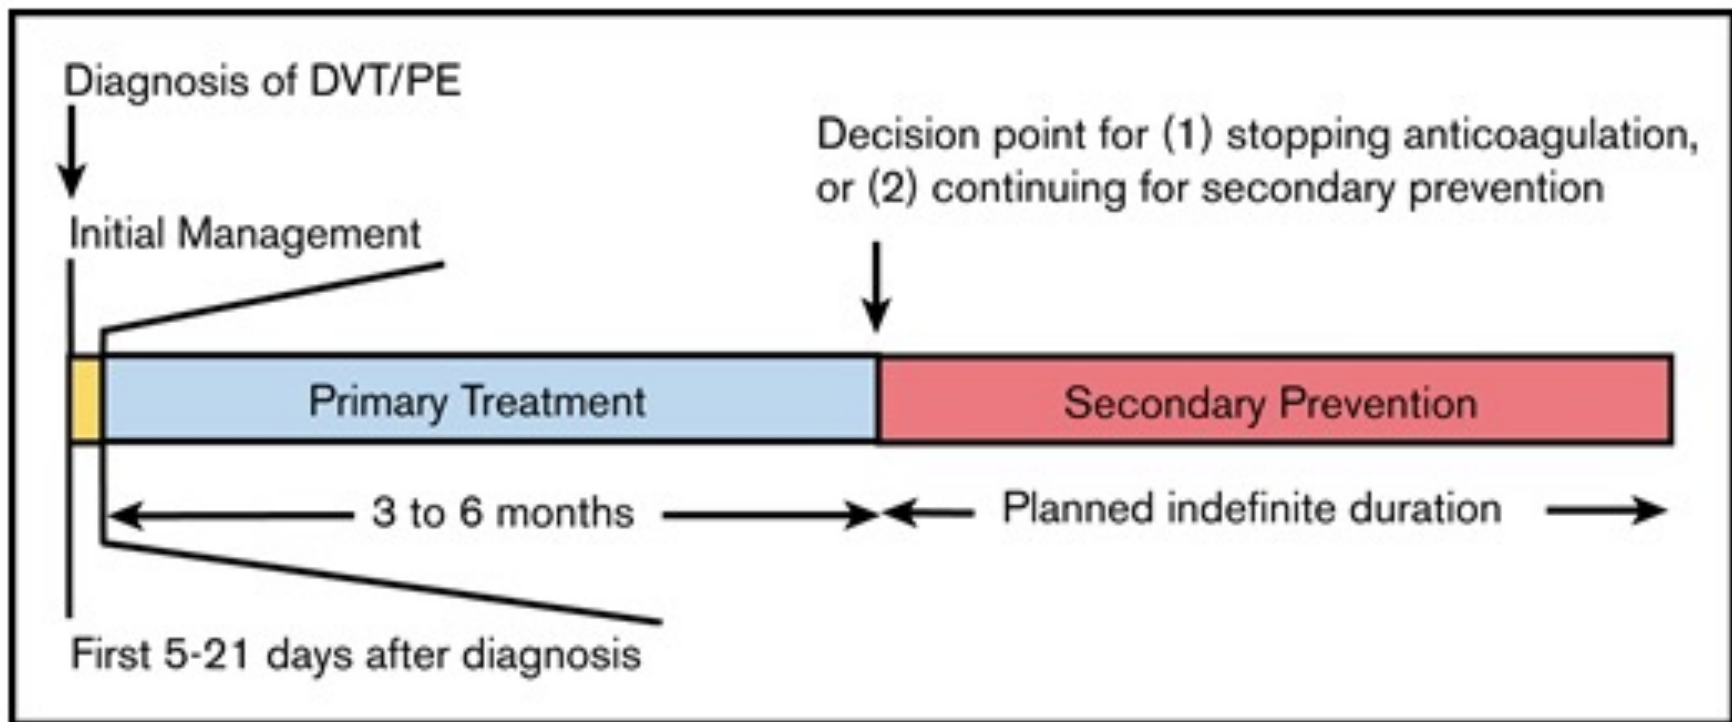 Diagnosis of DVT/PE
Decision point for (1) stopping anticoagulation,
or (2) continuing for secondary prevention
Initial Management
Primary Treatment
Secondary Prevention
3 to 6 months
Planned indefinite duration
First 5-21 days after diagnosis